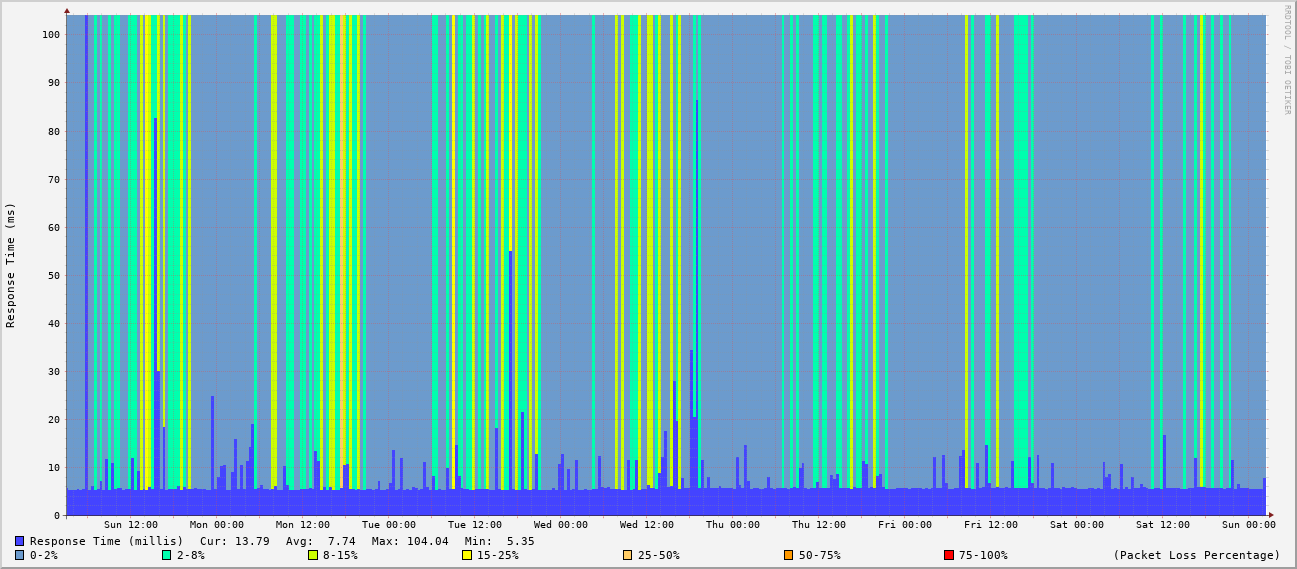 RRDTOOL / TOBI OETIKER
Response Time (ms)
100
90
80
70
60
50
40
30
20
10
0
Sun 12:00 Mon 00:00 Mon 12:00 Tue 00:00 Tue 12:00 Wed 00:00 Wed 12:00 Thu 00:00 Thu 12:00 Fri 00:00 Fri 12:00 Sat 00:00 Sat 12:00 Sun 00:00
Response Time (millis) Cur: 13.79 Avg: 7.74 Max: 104.04 Min: 5.35
0-2% 2-8% 8-15% 15-25% 25-50% 50-75% 75-100% (Packet Loss Percentage)